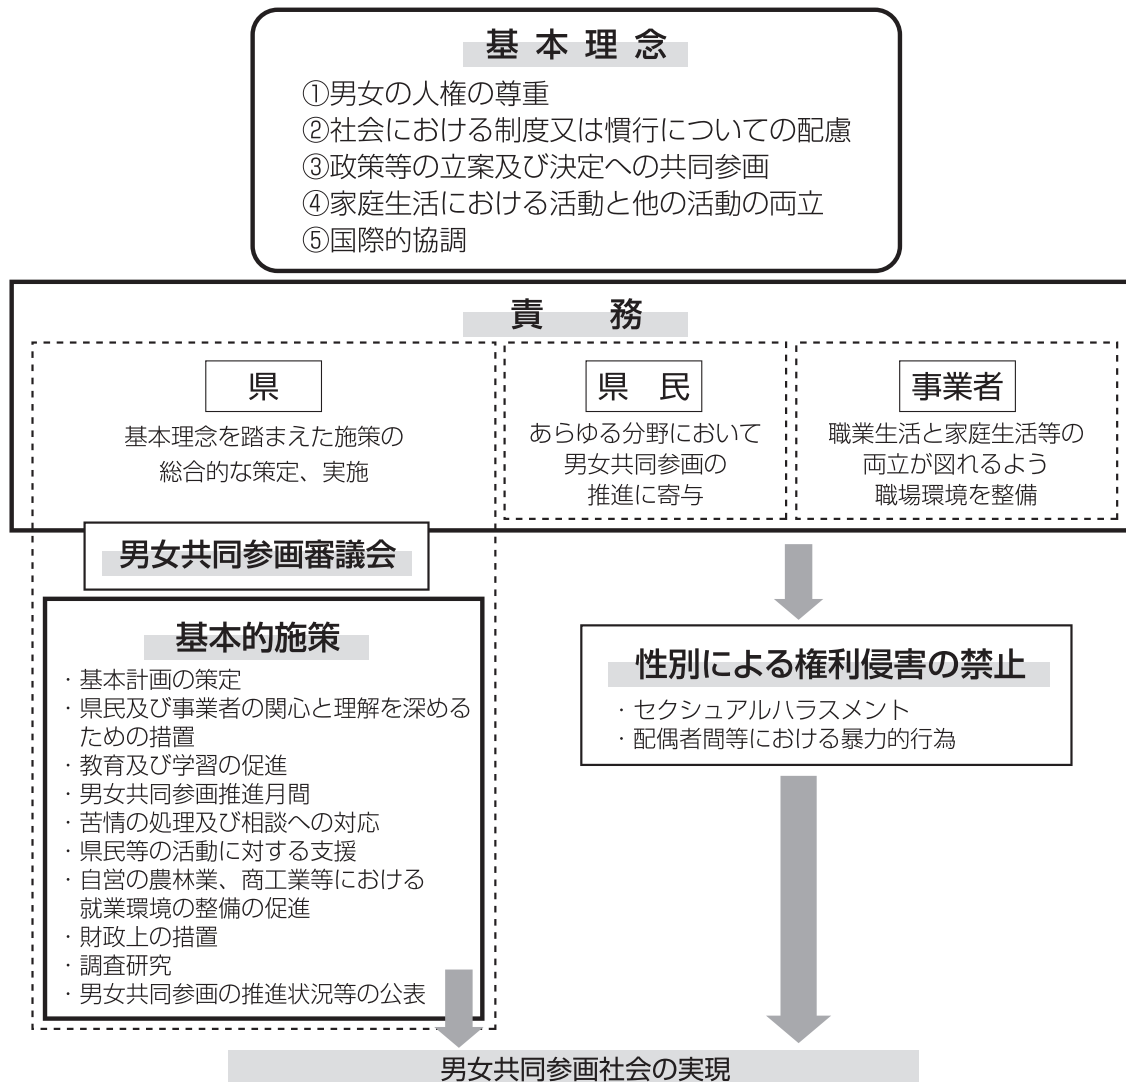 基本理念
①男女の人権の尊重
②社会における制度又は慣行についての配慮
③政策等の立案及び決定への共同参画
④家庭生活における活動と他の活動の両立
⑤国際的協調
責　務
県
基本理念を踏まえた施策の
総合的な策定、実施
県　民
あらゆる分野において
男女共同参画の
推進に寄与
事業者
職業生活と家庭生活等の
両立が図れるよう
職場環境を整備
男女共同参画審議会
基本的施策
・基本計画の策定
・県民及び事業者の関心と理解を深める
ための措置
・教育及び学習の促進
・男女共同参画推進月間
・苦情の処理及び相談への対応
・県民等の活動に対する支援
・自営の農林業、商工業等における
就業環境の整備の促進
・財政上の措置
・調査研究
・男女共同参画の推進状況等の公表
性別による権利侵害の禁止
・セクシュアルハラスメント
・配偶者間等における暴力的行為
男女共同参画社会の実現